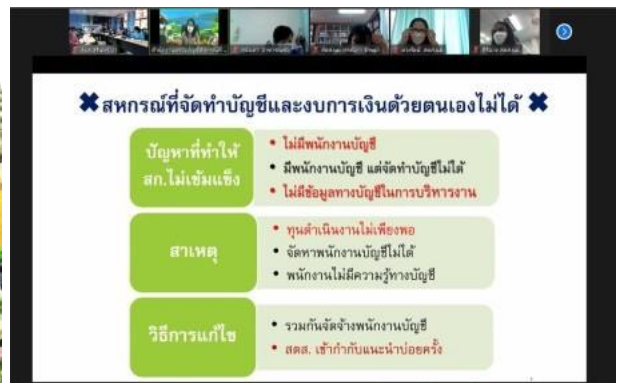 ✖สหกรณ์ที่จัดทำบัญชีและงบการเงินด้วยตนเองไม่ได้ ✖
ปัญหาที่ทำให้
สก.ไม่เข้มแข็ง
• ไม่มีพนักงานบัญชี
• มีพนักงานบัญชี แต่จัดทำบัญชีไม่ได้
• ไม่มีข้อมูลทางบัญชีในการบริหารงาน
สาเหตุ
• ทุนดำเนินงานไม่เพียงพอ
• จัดหาพนักงานบัญชีไม่ได้
• พนักงานไม่มีความรู้ทางบัญชี
วิธีการแก้ไข
• รวมกันจัดจ้างพนักงานบัญชี
• สตส. เข้ากำกับแนะนำบ่อยครั้ง